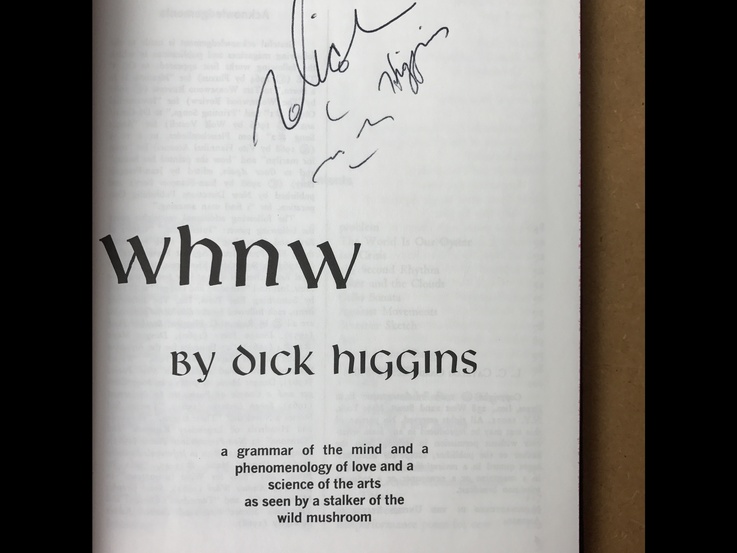 Dick
Higgins
whnw
by dick higgins
a grammar of the mind and a
phenomenology of love and a
science of the arts
as seen by a stalker of the
wild mushroom